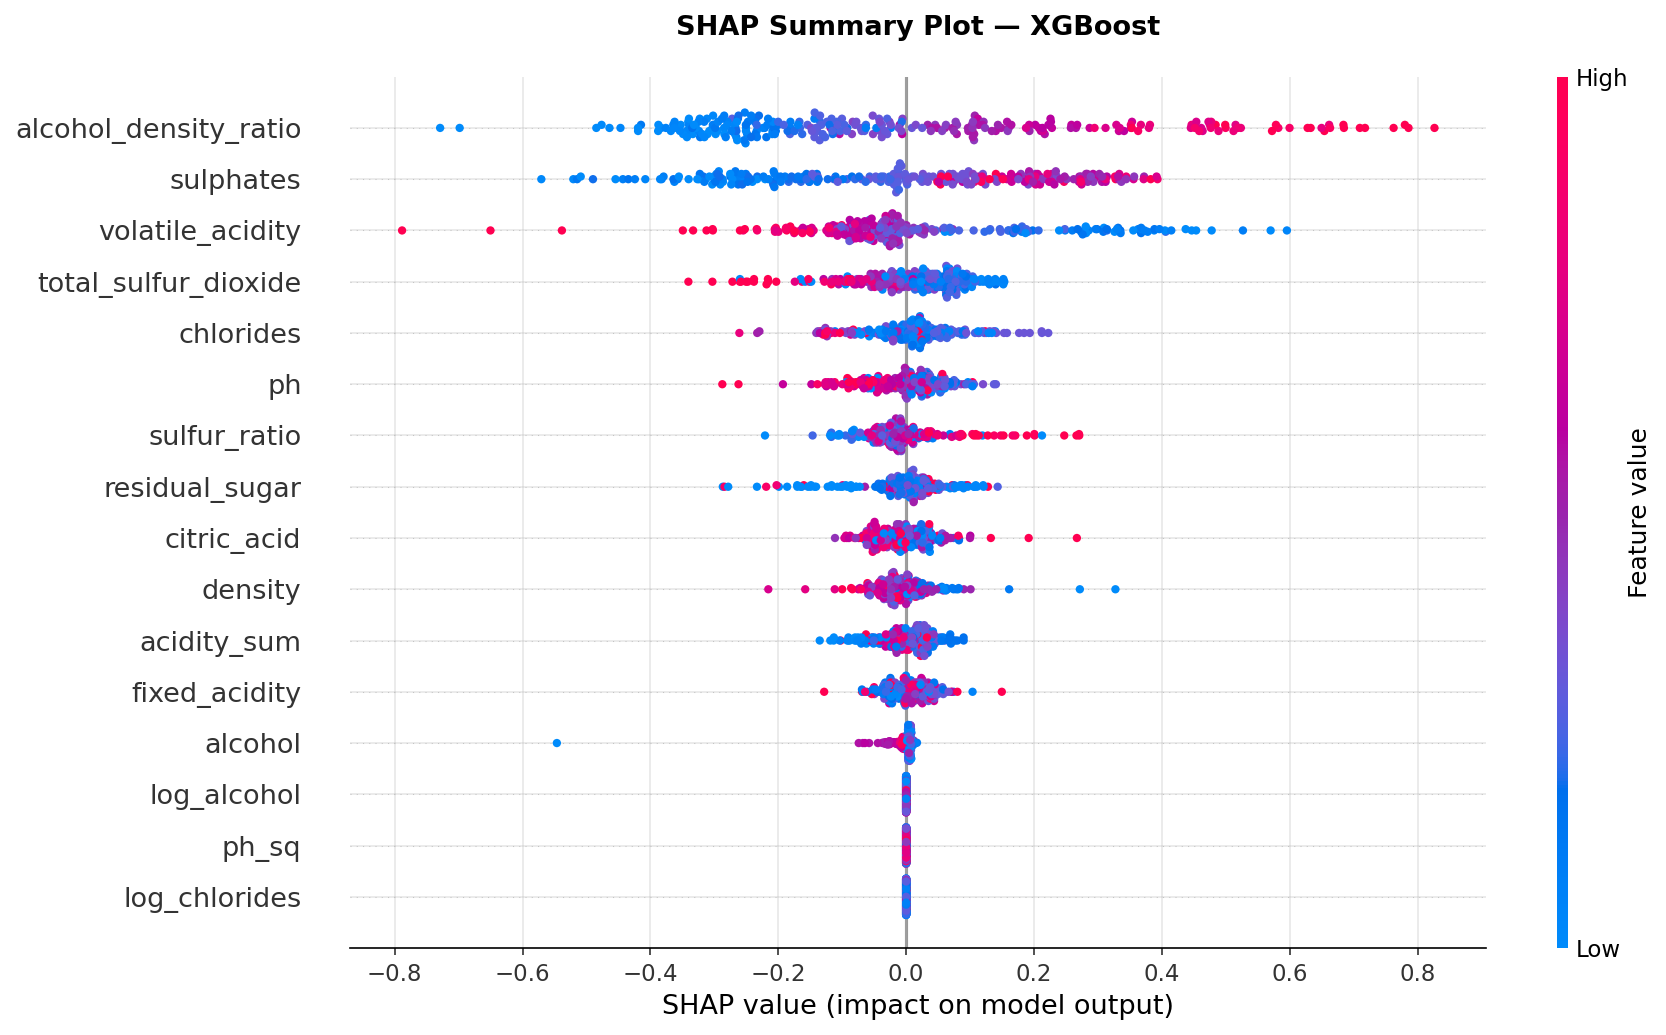 SHAP Summary Plot — XGBoost
High
alcohol_density_ratio
sulphates
volatile_acidity
total_sulfur_dioxide
chlorides
ph
sulfur_ratio
residual_sugar
citric_acid
density
acidity_sum
fixed_acidity
alcohol
log_alcohol
ph_sq
log_chlorides
Feature value
Low
−0.8 −0.6 −0.4 −0.2 0.0 0.2 0.4 0.6 0.8
SHAP value (impact on model output)